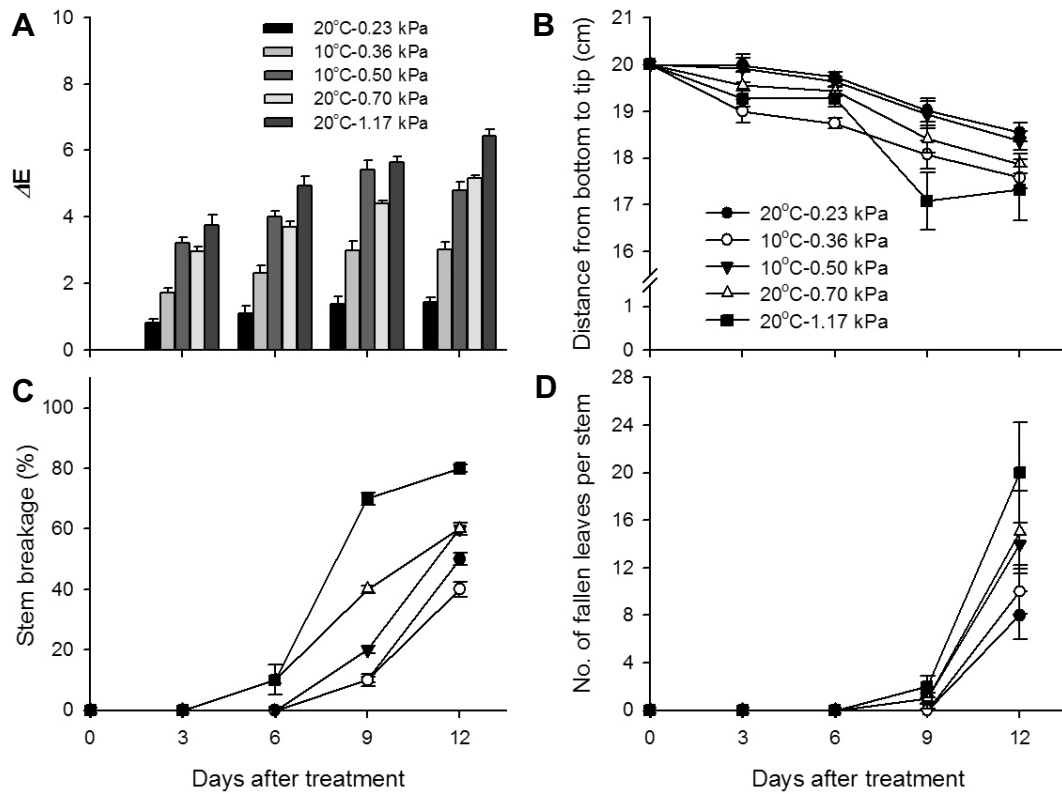 A
10
8
6
4
2
0
ΔE
20°C-0.23 kPa
10°C-0.36 kPa
10°C-0.50 kPa
20°C-0.70 kPa
20°C-1.17 kPa
B
21
20
19
18
17
16
1
0
Distance from bottom to tip (cm)
20°C-0.23 kPa
10°C-0.36 kPa
10°C-0.50 kPa
20°C-0.70 kPa
20°C-1.17 kPa
C
100
80
60
40
20
0
Stem breakage (%)
0 3 6 9 12
Days after treatment
D
28
24
20
16
12
8
4
0
No. of fallen leaves per stem
0 3 6 9 12
Days after treatment